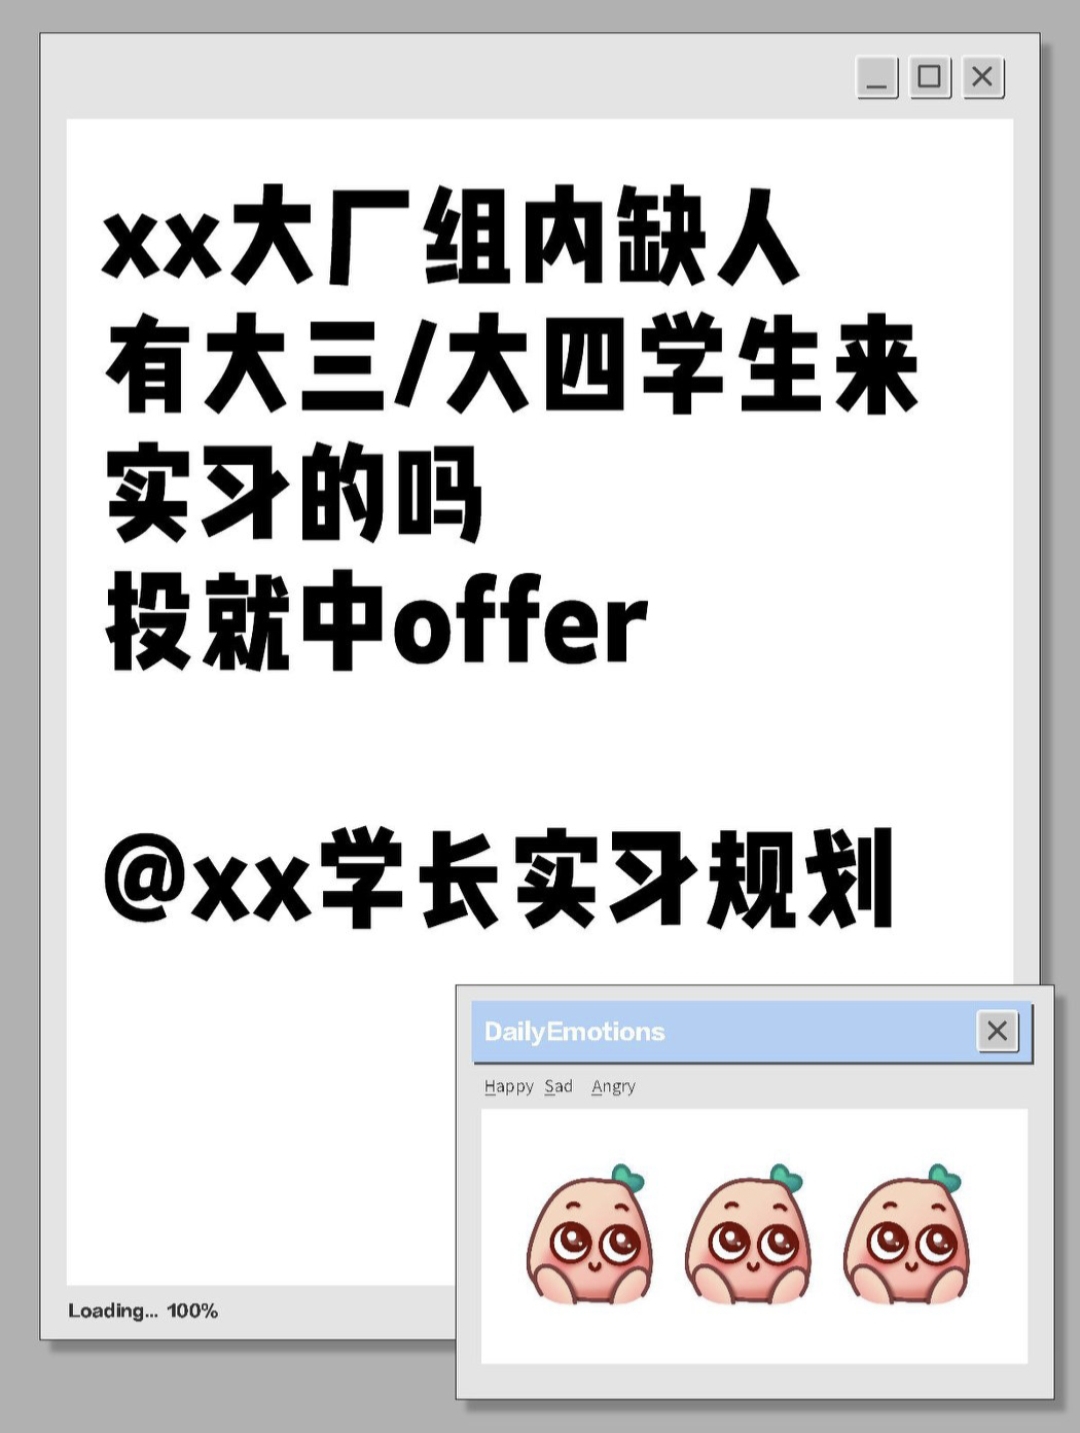 xx大厂组内缺人
有大三/大四学生来
实习的吗
投就中offer
@xx学长实习规划
DailyEmotions
Happy Sad Angry
Loading... 100%